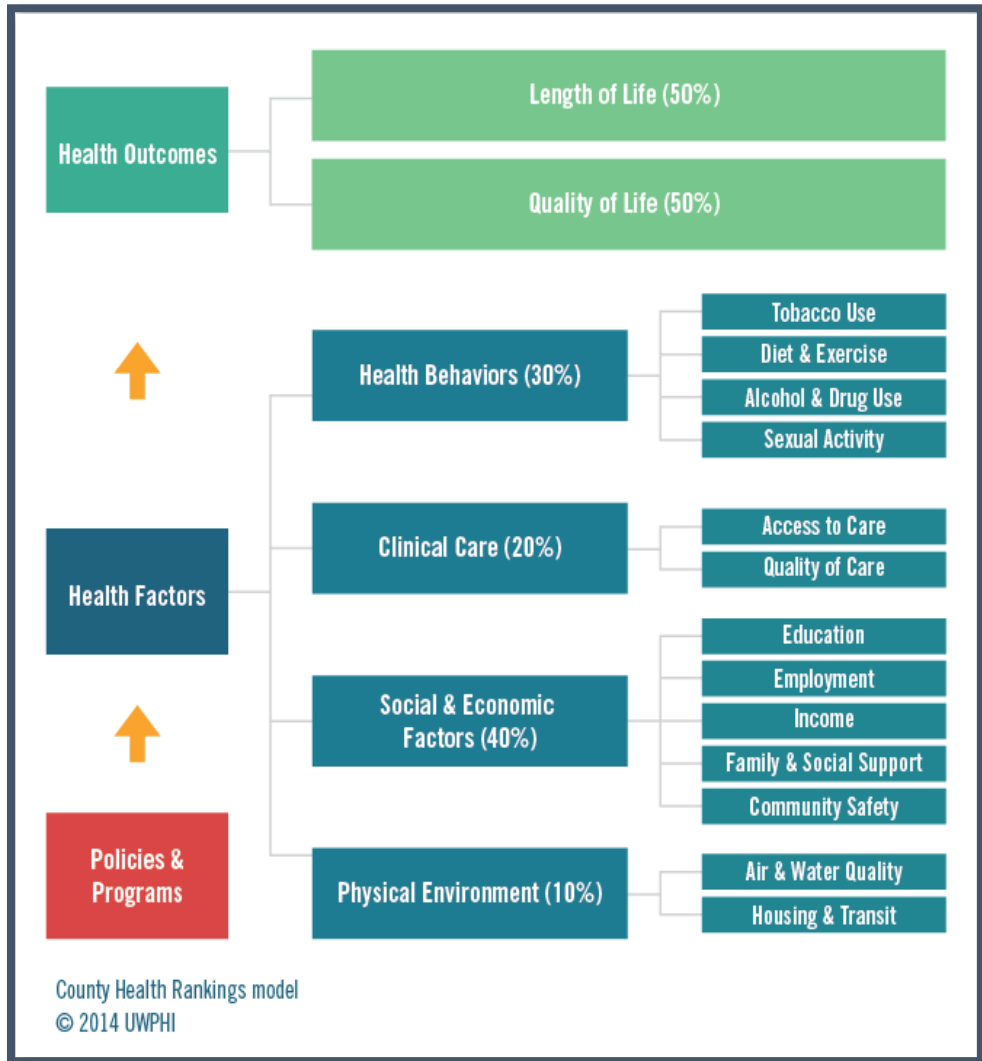 Health Outcomes
Length of Life (50%)
Quality of Life (50%)
Health Factors
Health Behaviors (30%)
Tobacco Use
Diet & Exercise
Alcohol & Drug Use
Sexual Activity
Clinical Care (20%)
Access to Care
Quality of Care
Social & Economic
Factors (40%)
Education
Employment
Income
Family & Social Support
Community Safety
Physical Environment (10%)
Air & Water Quality
Housing & Transit
Policies &
Programs
County Health Rankings model
© 2014 UWPHI